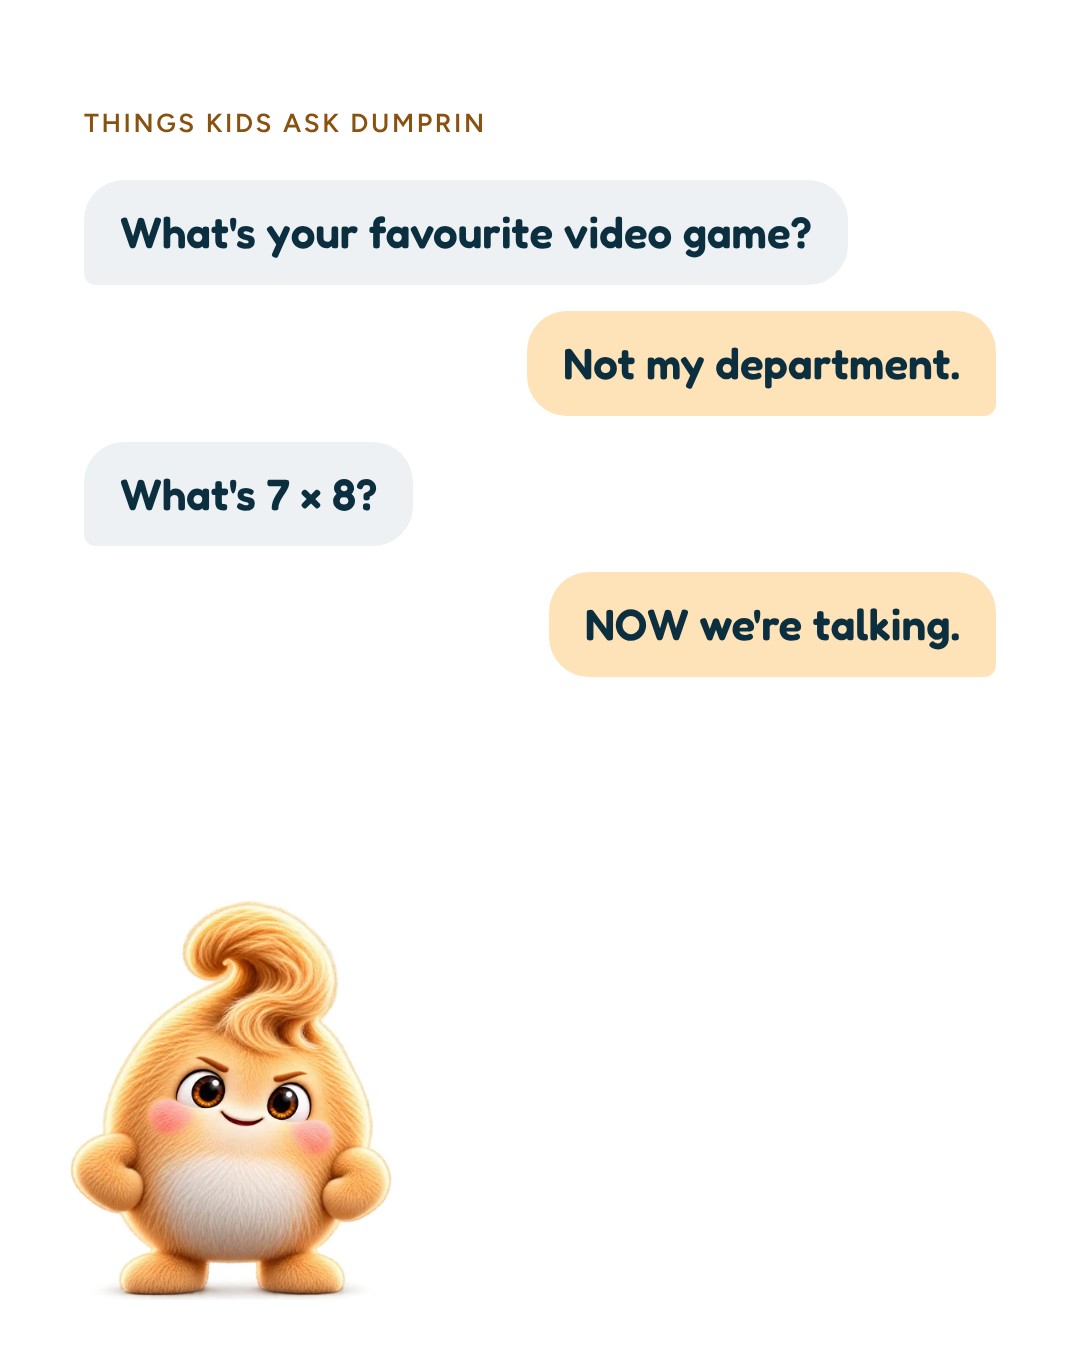 THINGS KIDS ASK DUMPRIN
What's your favourite video game?
Not my department.
What's 7 × 8?
NOW we're talking.